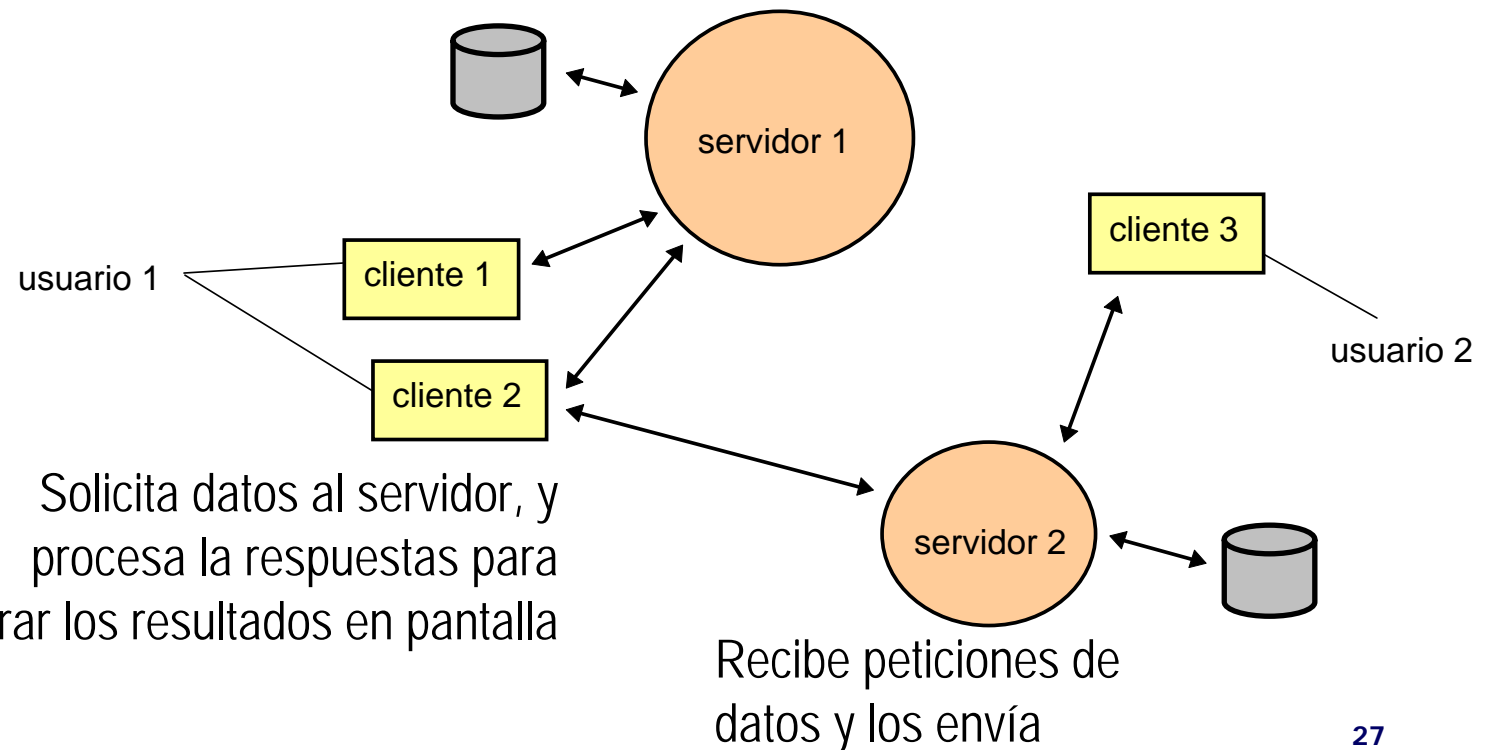 servidor 1
cliente 3
usuario 1
cliente 1
usuario 2
cliente 2
Solicita datos al servidor, y
procesa la respuestas para
rar los resultados en pantalla
servidor 2
Recibe peticiones de
datos y los envía
27